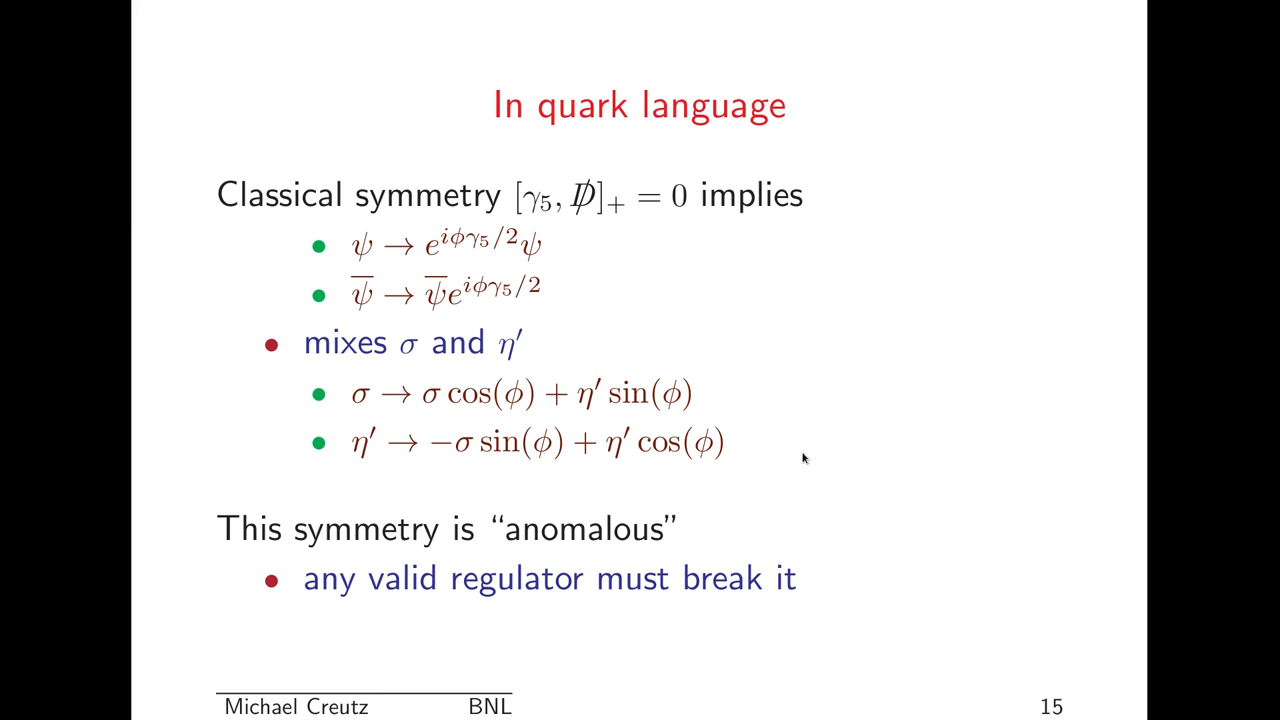 In quark language
Classical symmetry [γ₅, D̸]₊ = 0 implies
• ψ → e^{iϕγ₅/2}ψ
• ψ̅ → ψ̅e^{iϕγ₅/2}
• mixes σ and η′
• σ → σ cos(ϕ) + η′ sin(ϕ)
• η′ → −σ sin(ϕ) + η′ cos(ϕ)
This symmetry is “anomalous”
• any valid regulator must break it
Michael Creutz BNL 15